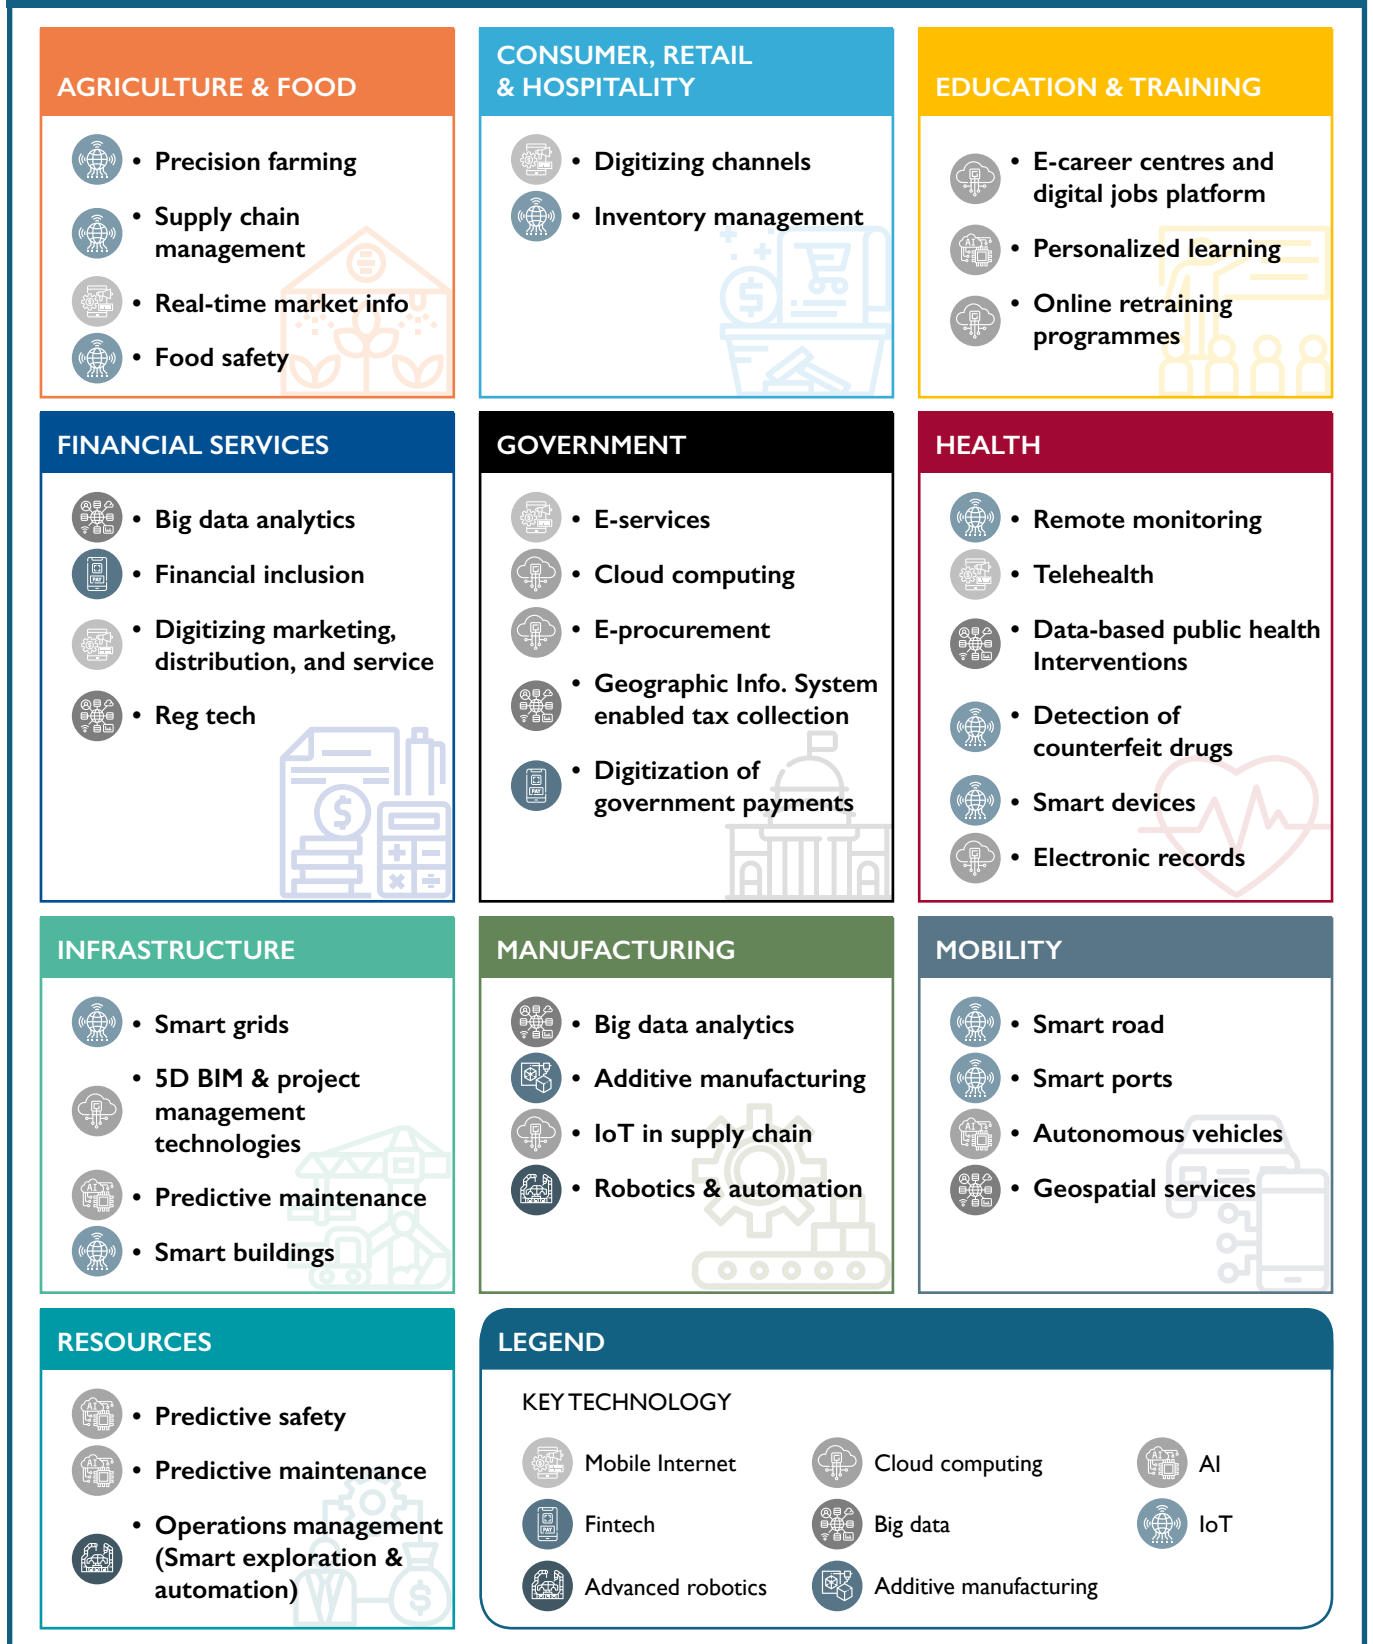 AGRICULTURE & FOOD
• Precision farming
• Supply chain
management
• Real-time market info
• Food safety
CONSUMER, RETAIL
& HOSPITALITY
• Digitizing channels
• Inventory management
EDUCATION & TRAINING
• E-career centres and
digital jobs platform
• Personalized learning
• Online retraining
programmes
FINANCIAL SERVICES
• Big data analytics
• Financial inclusion
• Digitizing marketing,
distribution, and service
• Reg tech
GOVERNMENT
• E-services
• Cloud computing
• E-procurement
• Geographic Info. System
enabled tax collection
• Digitization of
government payments
HEALTH
• Remote monitoring
• Telehealth
• Data-based public health
Interventions
• Detection of
counterfeit drugs
• Smart devices
• Electronic records
INFRASTRUCTURE
• Smart grids
• 5D BIM & project
management
technologies
• Predictive maintenance
• Smart buildings
MANUFACTURING
• Big data analytics
• Additive manufacturing
• IoT in supply chain
• Robotics & automation
MOBILITY
• Smart road
• Smart ports
• Autonomous vehicles
• Geospatial services
RESOURCES
• Predictive safety
• Predictive maintenance
• Operations management
(Smart exploration &
automation)
LEGEND
KEY TECHNOLOGY
Mobile Internet
Cloud computing
AI
Fintech
Big data
IoT
Advanced robotics
Additive manufacturing